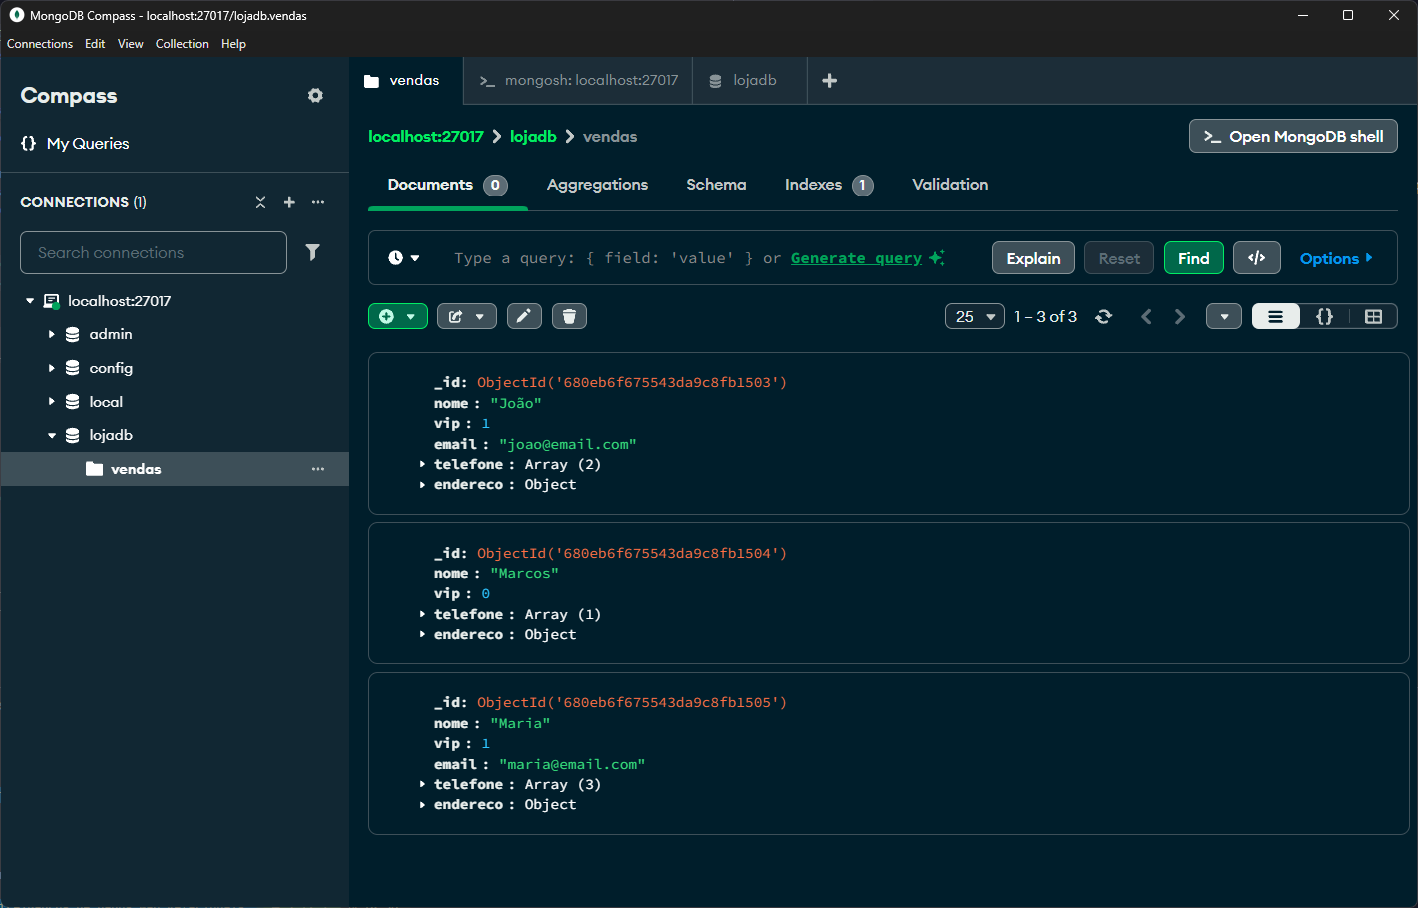 MongoDB Compass - localhost:27017/lojadb.vendas
Connections Edit View Collection Help
Compass
My Queries
CONNECTIONS (1)
Search connections
localhost:27017
admin
config
local
lojadb
vendas
vendas
mongosh: localhost:27017
lojadb
localhost:27017 > lojadb > vendas
>_ Open MongoDB shell
Documents 0
Aggregations
Schema
Indexes 1
Validation
Type a query: { field: 'value' } or Generate query
Explain
Reset
Find
</>
Options
25
1 – 3 of 3
{}
_id: ObjectId('680eb6f675543da9c8fb1503')
nome : "João"
vip : 1
email : "joao@email.com"
telefone : Array (2)
endereco : Object
_id: ObjectId('680eb6f675543da9c8fb1504')
nome : "Marcos"
vip : 0
telefone : Array (1)
endereco : Object
_id: ObjectId('680eb6f675543da9c8fb1505')
nome : "Maria"
vip : 1
email : "maria@email.com"
telefone : Array (3)
endereco : Object